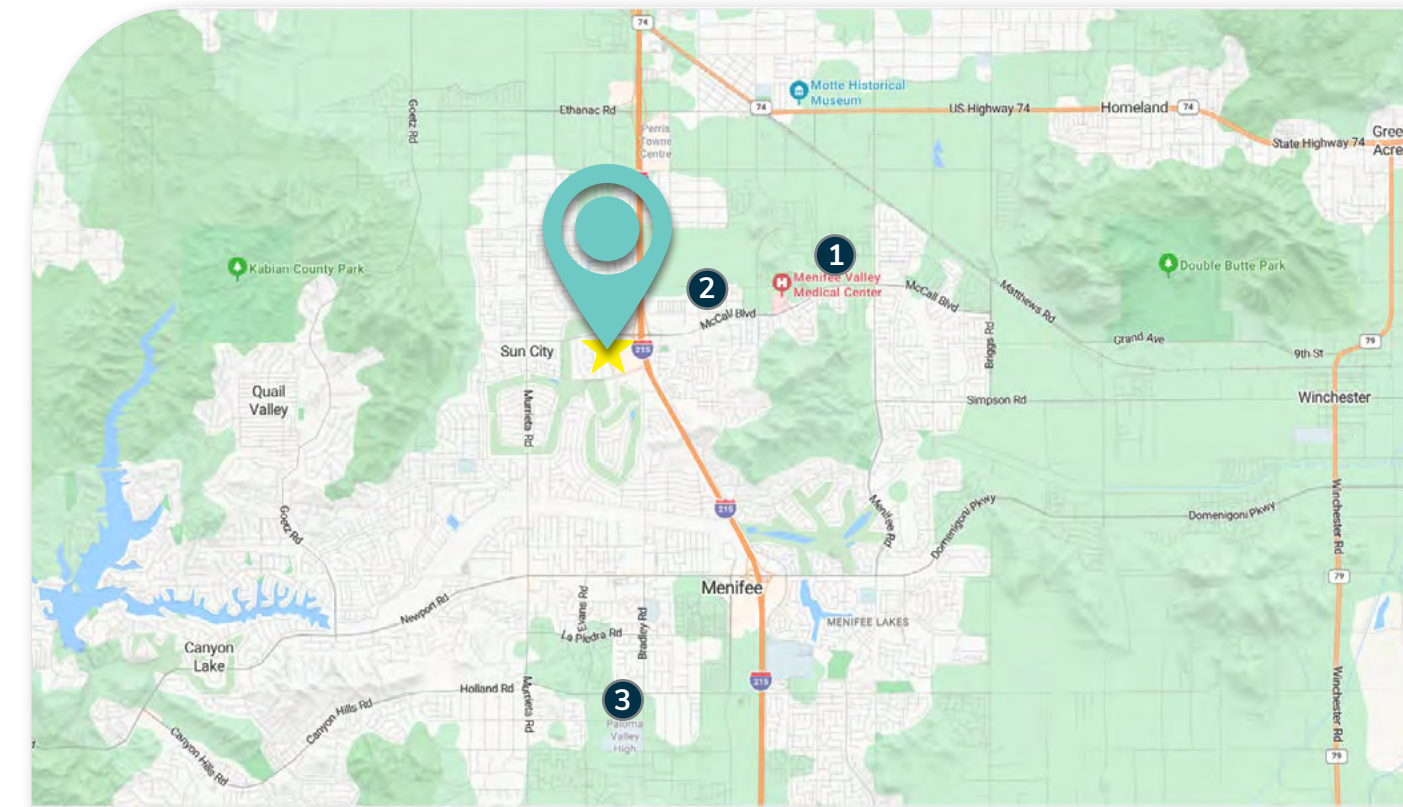 74
Ethanac Rd
Goetz Rd
Perris
Towne
Centre
74
Motte Historical
Museum
US Highway 74
Homeland
74
State Highway 74
Gree
Acre
Kabian County Park
1
2
Menifee Valley
Medical Center
McCall Blvd
McCall Blvd
Matthews Rd
Double Butte Park
Sun City
215
Briggs Rd
Grand Ave
9th St
79
Quail
Valley
Murrieta Rd
Simpson Rd
Winchester
215
Goetz Rd
Menifee Rd
Domenigoni Pkwy
Domenigoni Pkwy
Winchester Rd
79
Menifee
Newport Rd
Evans Rd
La Piedra Rd
Bradley Rd
MENIFEE LAKES
Canyon
Lake
Holland Rd
Murrieta Rd
215
3
Paloma
Valley
High
Canyon Hills Rd
Canyon Hills Rd
Winchester Rd
79